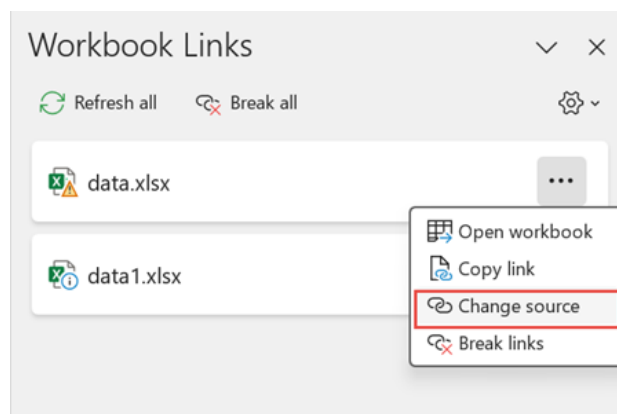 Workbook Links
Refresh all Break all
data.xlsx
Open workbook
Copy link
data1.xlsx
Change source
Break links